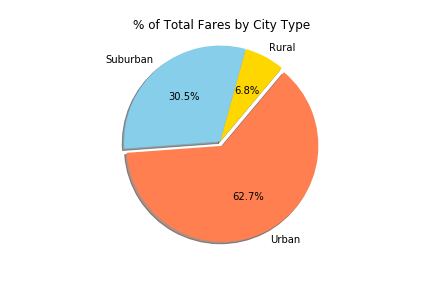 % of Total Fares by City Type
Rural
Suburban
6.8%
30.5%
62.7%
Urban